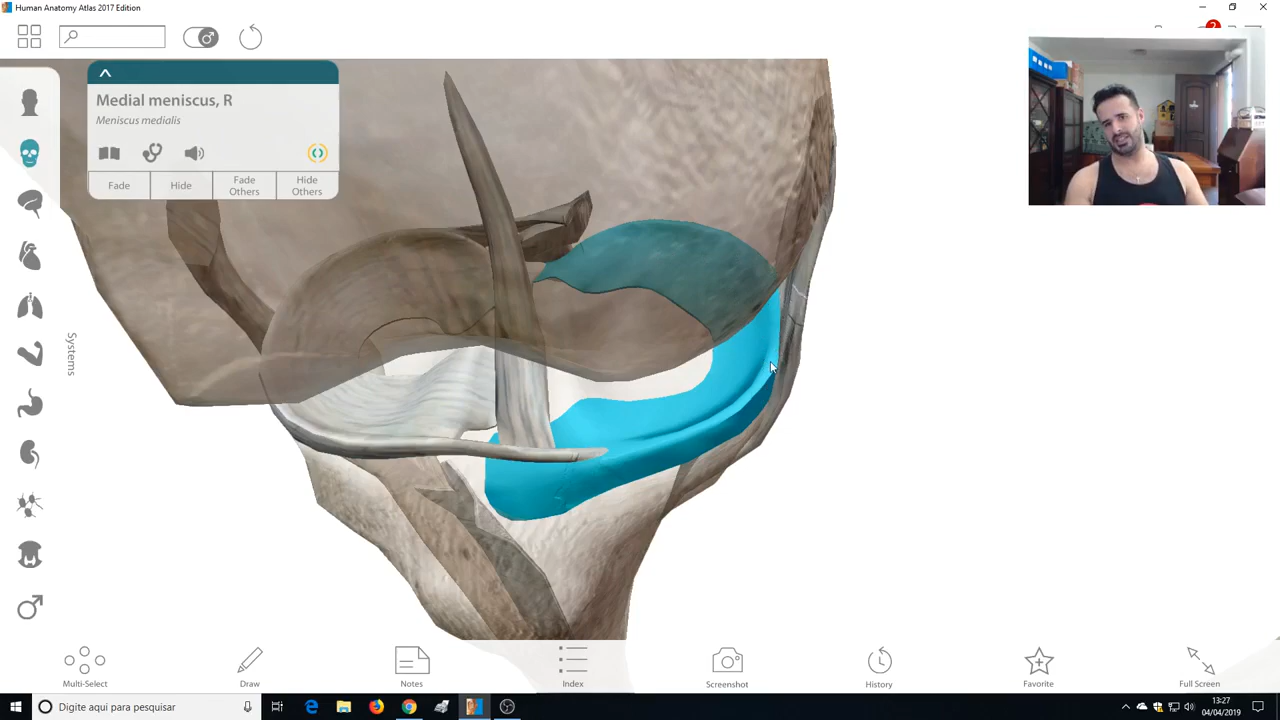 Human Anatomy Atlas 2017 Edition
2
Medial meniscus, R
Meniscus medialis
Fade
Hide
Fade Others
Hide Others
Systems
Multi-Select
Draw
Notes
Index
Screenshot
History
Favorite
Full Screen
Digite aqui para pesquisar
13:27
04/04/2019